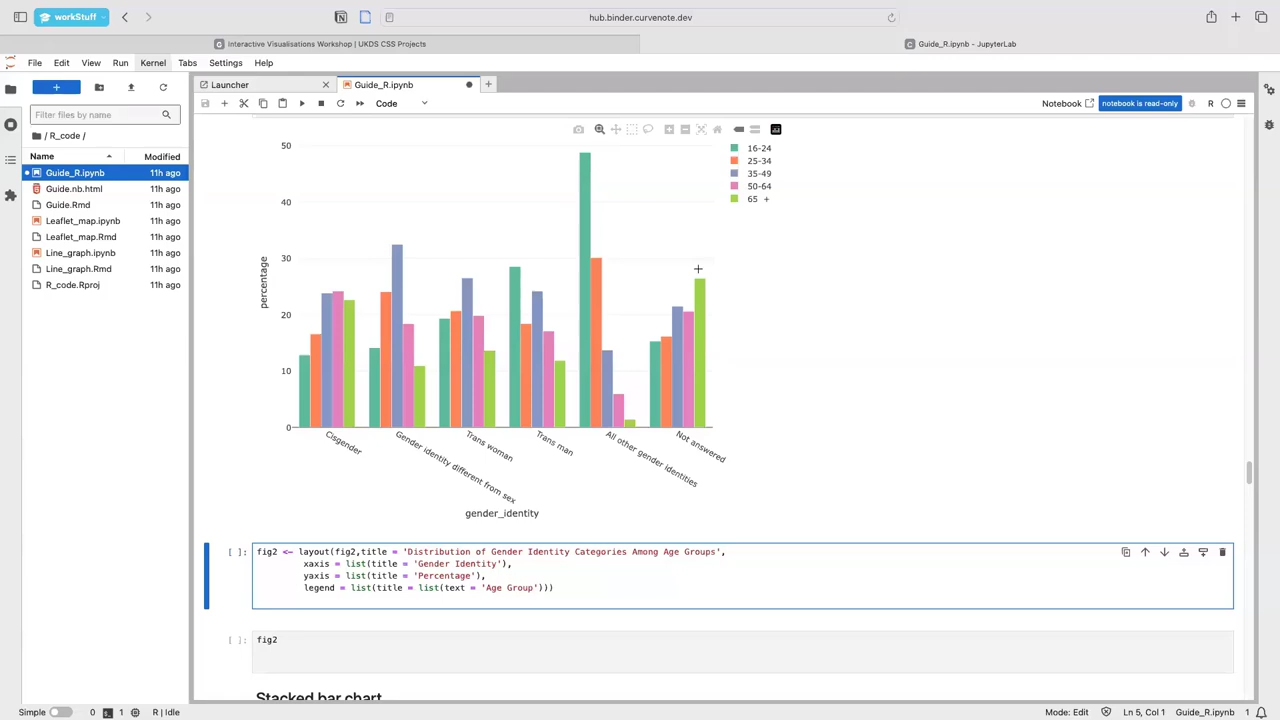 workStuff
hub.binder.curvenote.dev
Interactive Visualisations Workshop | UKDS CSS Projects
Guide_R.ipynb - JupyterLab
File Edit View Run Kernel Tabs Settings Help
Launcher
Guide_R.ipynb
Code
Notebook
notebook is read-only
R
Filter files by name
/ R_code /
Name Modified
Guide_R.ipynb 11h ago
Guide.nb.html 11h ago
Guide.Rmd 11h ago
Leaflet_map.ipynb 11h ago
Leaflet_map.Rmd 11h ago
Line_graph.ipynb 11h ago
Line_graph.Rmd 11h ago
R_code.Rproj 11h ago
50
40
30
20
10
0
percentage
16-24
25-34
35-49
50-64
65 +
Cisgender
Gender identity different from sex
Trans woman
Trans man
All other gender identities
Not answered
gender_identity
[ ]:
fig2 <- layout(fig2,title = 'Distribution of Gender Identity Categories Among Age Groups',
xaxis = list(title = 'Gender Identity'),
yaxis = list(title = 'Percentage'),
legend = list(title = list(text = 'Age Group')))
[ ]:
fig2
Stacked bar chart
Simple 0 1 R | Idle
Mode: Edit Ln 5, Col 1 Guide_R.ipynb 1